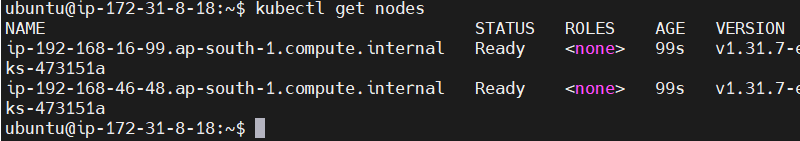 ubuntu@ip-172-31-8-18:~$ kubectl get nodes
NAME STATUS ROLES AGE VERSION
ip-192-168-16-99.ap-south-1.compute.internal Ready <none> 99s v1.31.7-e
ks-473151a
ip-192-168-46-48.ap-south-1.compute.internal Ready <none> 99s v1.31.7-e
ks-473151a
ubuntu@ip-172-31-8-18:~$